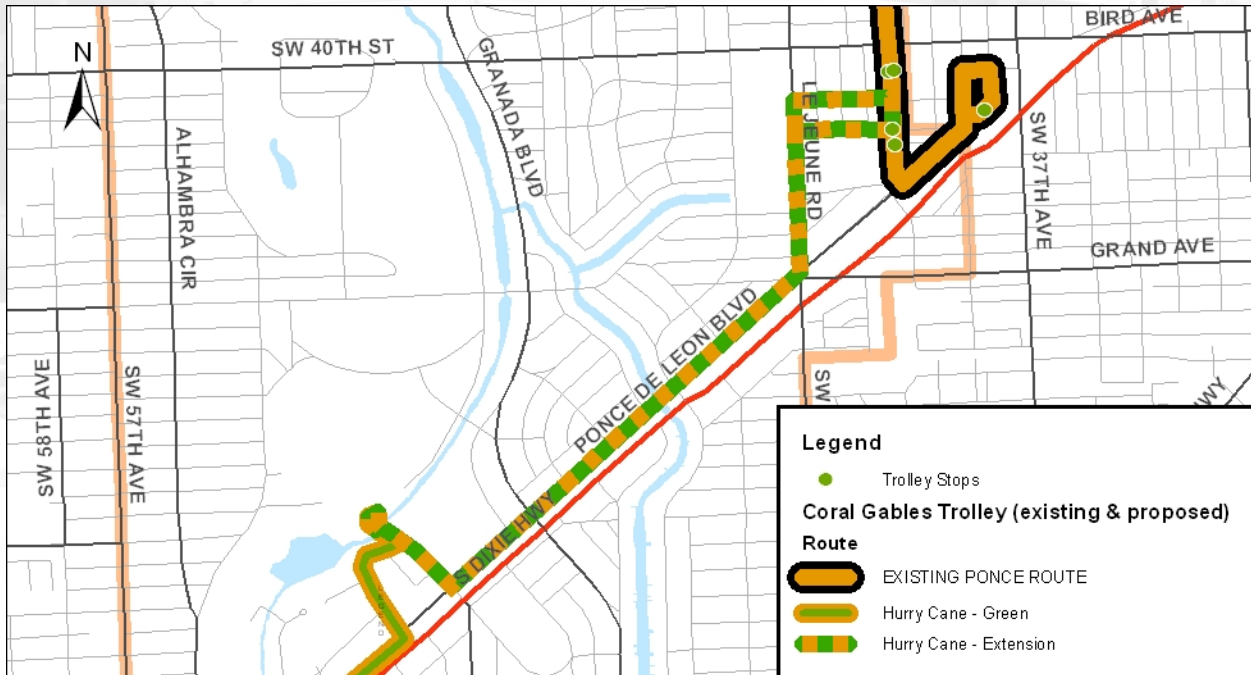 BIRD AVE
SW 40TH ST
N
GRANADA BLVD
LE JEUNE RD
ALHAMBRA CIR
SW 37TH AVE
GRAND AVE
PONCE DE LEON BLVD
SW 58TH AVE
SW 57TH AVE
SW
HWY
S DIXIE HWY
Legend
Trolley Stops
Coral Gables Trolley (existing & proposed)
Route
EXISTING PONCE ROUTE
Hurry Cane - Green
Hurry Cane - Extension